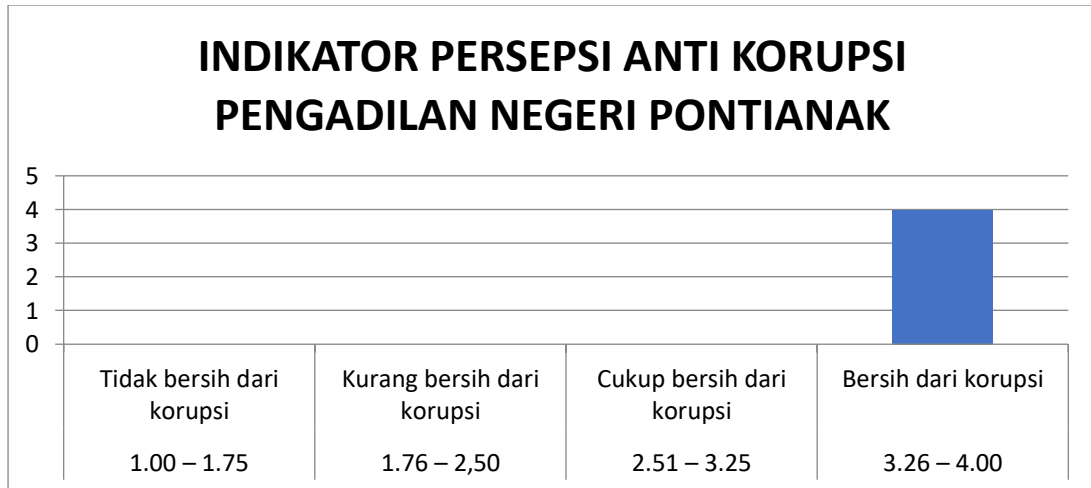 INDIKATOR PERSEPSI ANTI KORUPSI
PENGADILAN NEGERI PONTIANAK
5
4
3
2
1
0
Tidak bersih dari
korupsi
Kurang bersih dari
korupsi
Cukup bersih dari
korupsi
Bersih dari korupsi
1.00 – 1.75
1.76 – 2,50
2.51 – 3.25
3.26 – 4.00